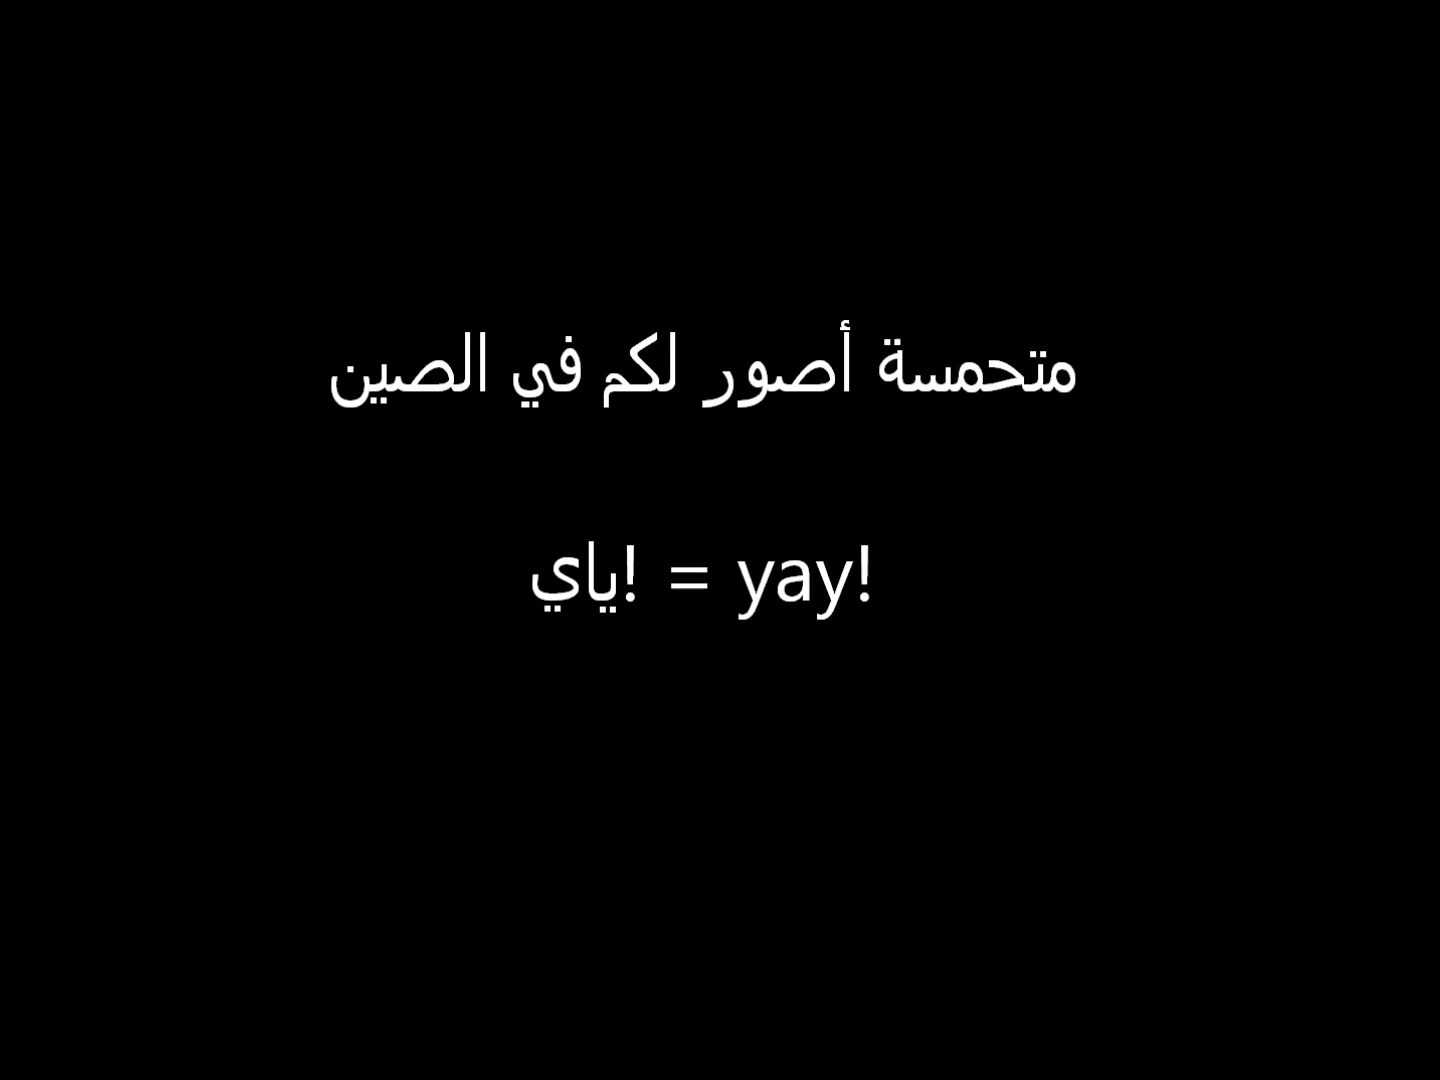 متحمسة أصور لكم في الصين
ياي! = yay!